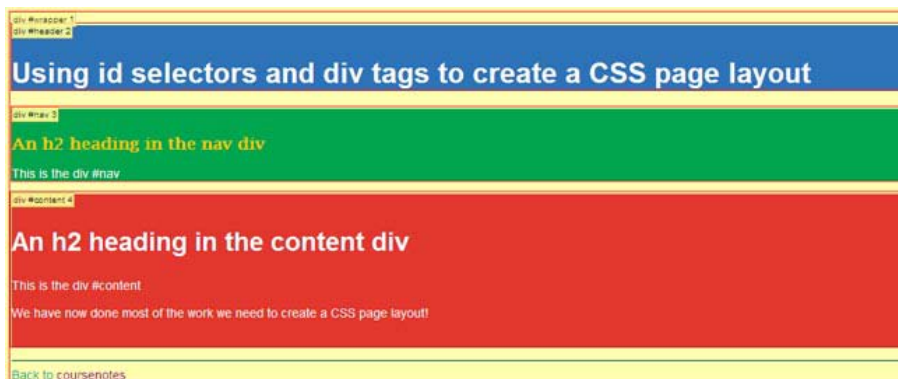 div #wrapper 1
div #header 2
Using id selectors and div tags to create a CSS page layout
div #nav 3
An h2 heading in the nav div
This is the div #nav
div #content 4
An h2 heading in the content div
This is the div #content
We have now done most of the work we need to create a CSS page layout!
Back to coursenotes